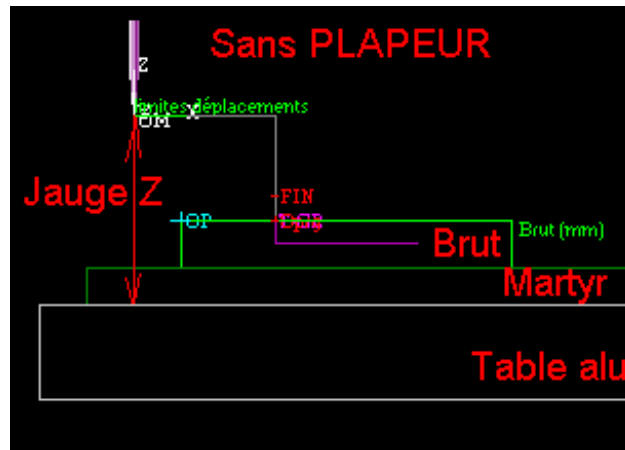 Sans PLAPEUR
Z
limites déplacements
X
OM
Jauge Z
FIN
OP
Brut (mm)
Brut
Martyr
Table alu